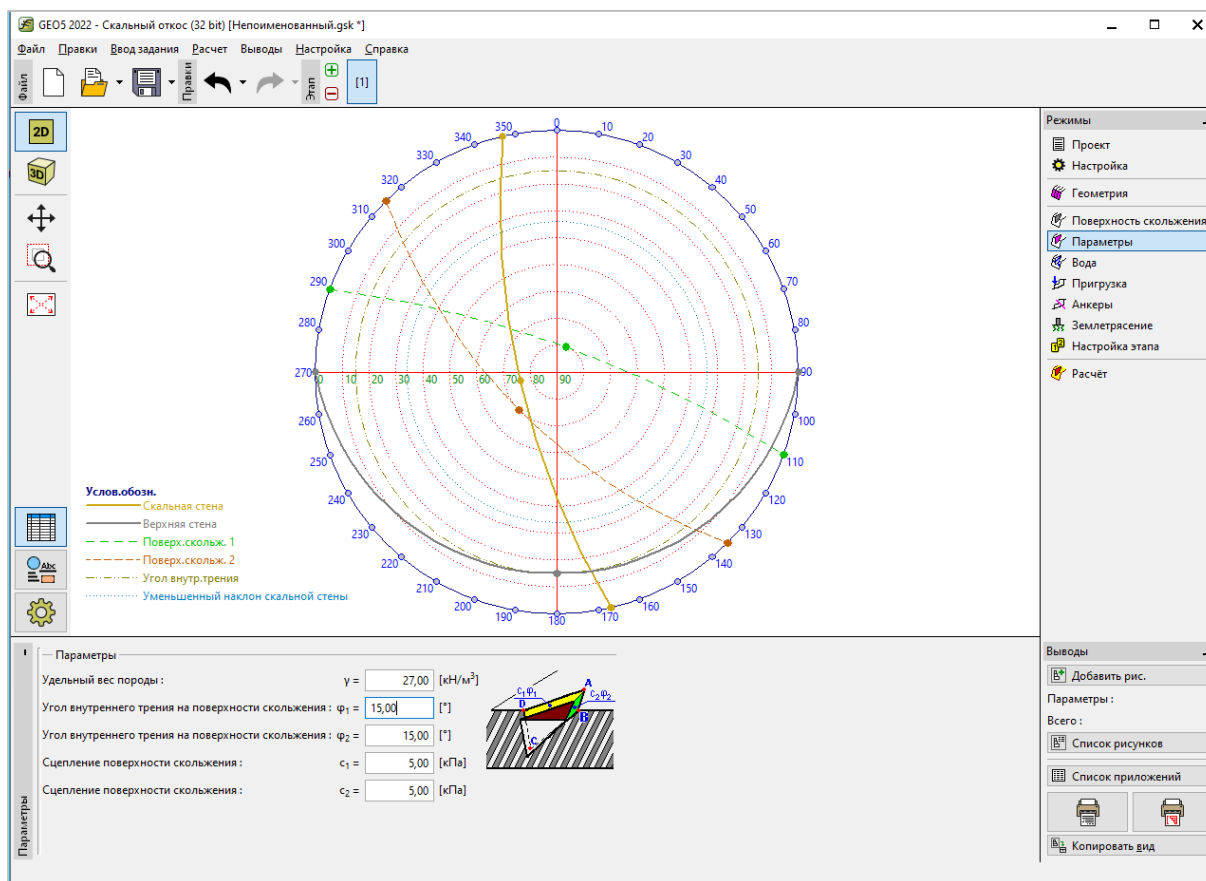 GEO5 2022 - Скальный откос (32 bit) [Непоименованный.gsk *]
Файл Правки Ввод задания Расчет Выводы Настройка Справка
Файл
Правки
Этап
[1]
2D
3D
Abc
350 0 10
340 20
330 30
320 40
310 50
300 60
290 70
280 80
270 0 10 20 30 40 50 60 70 80 90 90
260 100
250 110
240 120
230 130
220 140
210 150
200 160
190 180 170
Услов.обозн.
Скальная стена
Верхняя стена
Поверх.скольж. 1
Поверх.скольж. 2
Угол внутр.трения
Уменьшенный наклон скальной стены
Режимы
Проект
Настройка
Геометрия
Поверхность скольжения
Параметры
Вода
Пригрузка
Анкеры
Землетрясение
Настройка этапа
Расчёт
Параметры
Параметры
Удельный вес породы : γ = 27,00 [кН/м³]
Угол внутреннего трения на поверхности скольжения : φ₁ = 15,00 [°]
Угол внутреннего трения на поверхности скольжения : φ₂ = 15,00 [°]
Сцепление поверхности скольжения : c₁ = 5,00 [кПа]
Сцепление поверхности скольжения : c₂ = 5,00 [кПа]
c₁φ₁
A
c₂φ₂
D
B
C
Выводы
Добавить рис.
Параметры :
Всего :
Список рисунков
Список приложений
Копировать вид